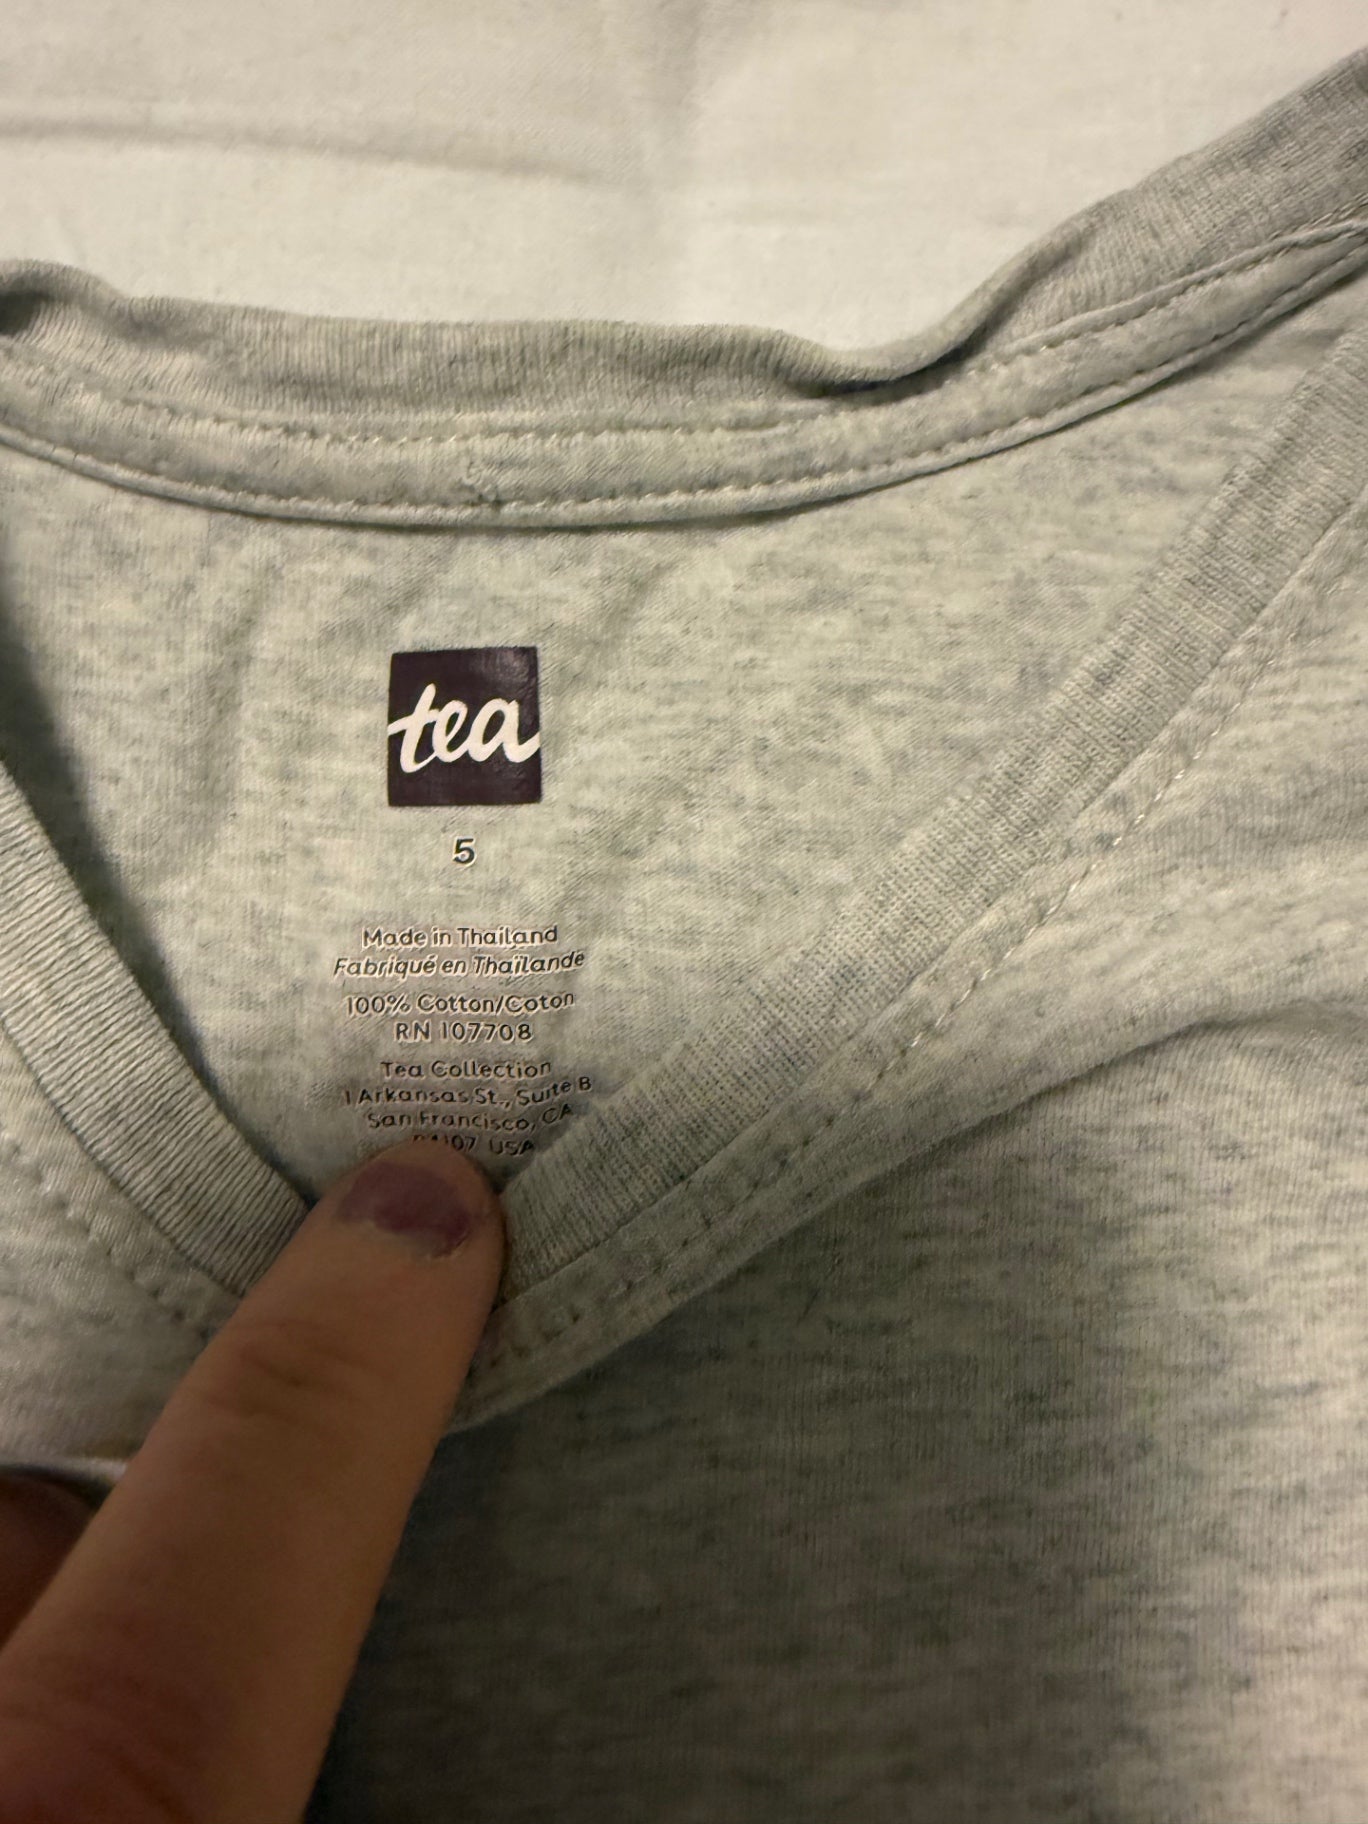 tea
5
Made in Thailand
Fabriqué en Thaïlande
100% Cotton/Coton
RN 107708
Tea Collection
1 Arkansas St., Suite B
San Francisco, CA
USA